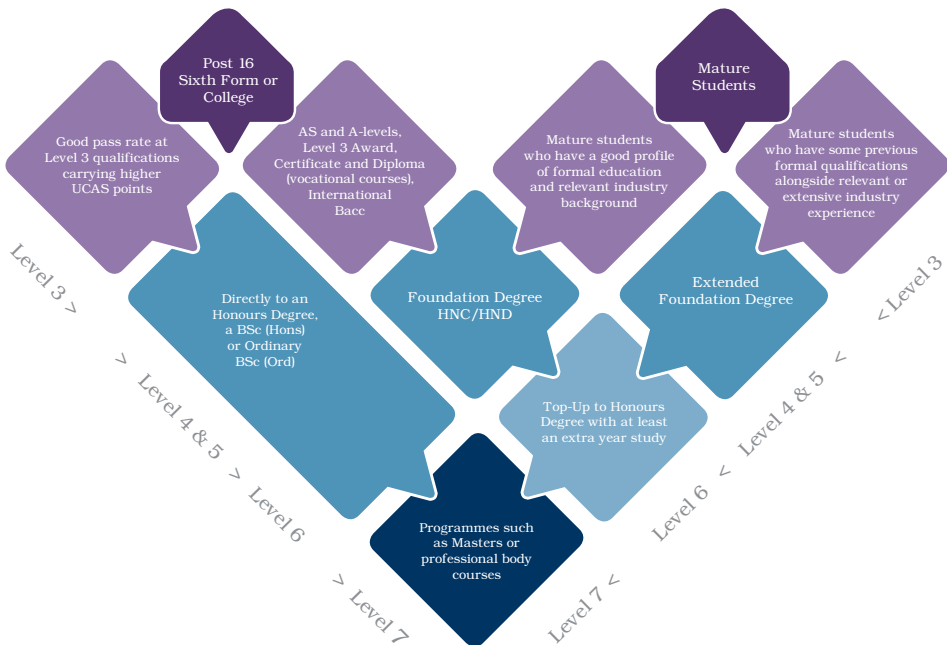 Post 16
Sixth Form or
College
Mature
Students
Good pass rate at
Level 3 qualifications
carrying higher
UCAS points
AS and A-levels,
Level 3 Award,
Certificate and Diploma
(vocational courses),
International
Bacc
Mature students
who have a good profile
of formal education
and relevant industry
background
Mature students
who have some previous
formal qualifications
alongside relevant or
extensive industry
experience
Level 3 >
< Level 3
Directly to an
Honours Degree,
a BSc (Hons)
or Ordinary
BSc (Ord)
Foundation Degree
HNC/HND
Extended
Foundation Degree
> Level 4 & 5 > Level 6
Level 6 < Level 4 & 5 <
Top-Up to Honours
Degree with at least
an extra year study
Programmes such
as Masters or
professional body
courses
> Level 7
Level 7 <